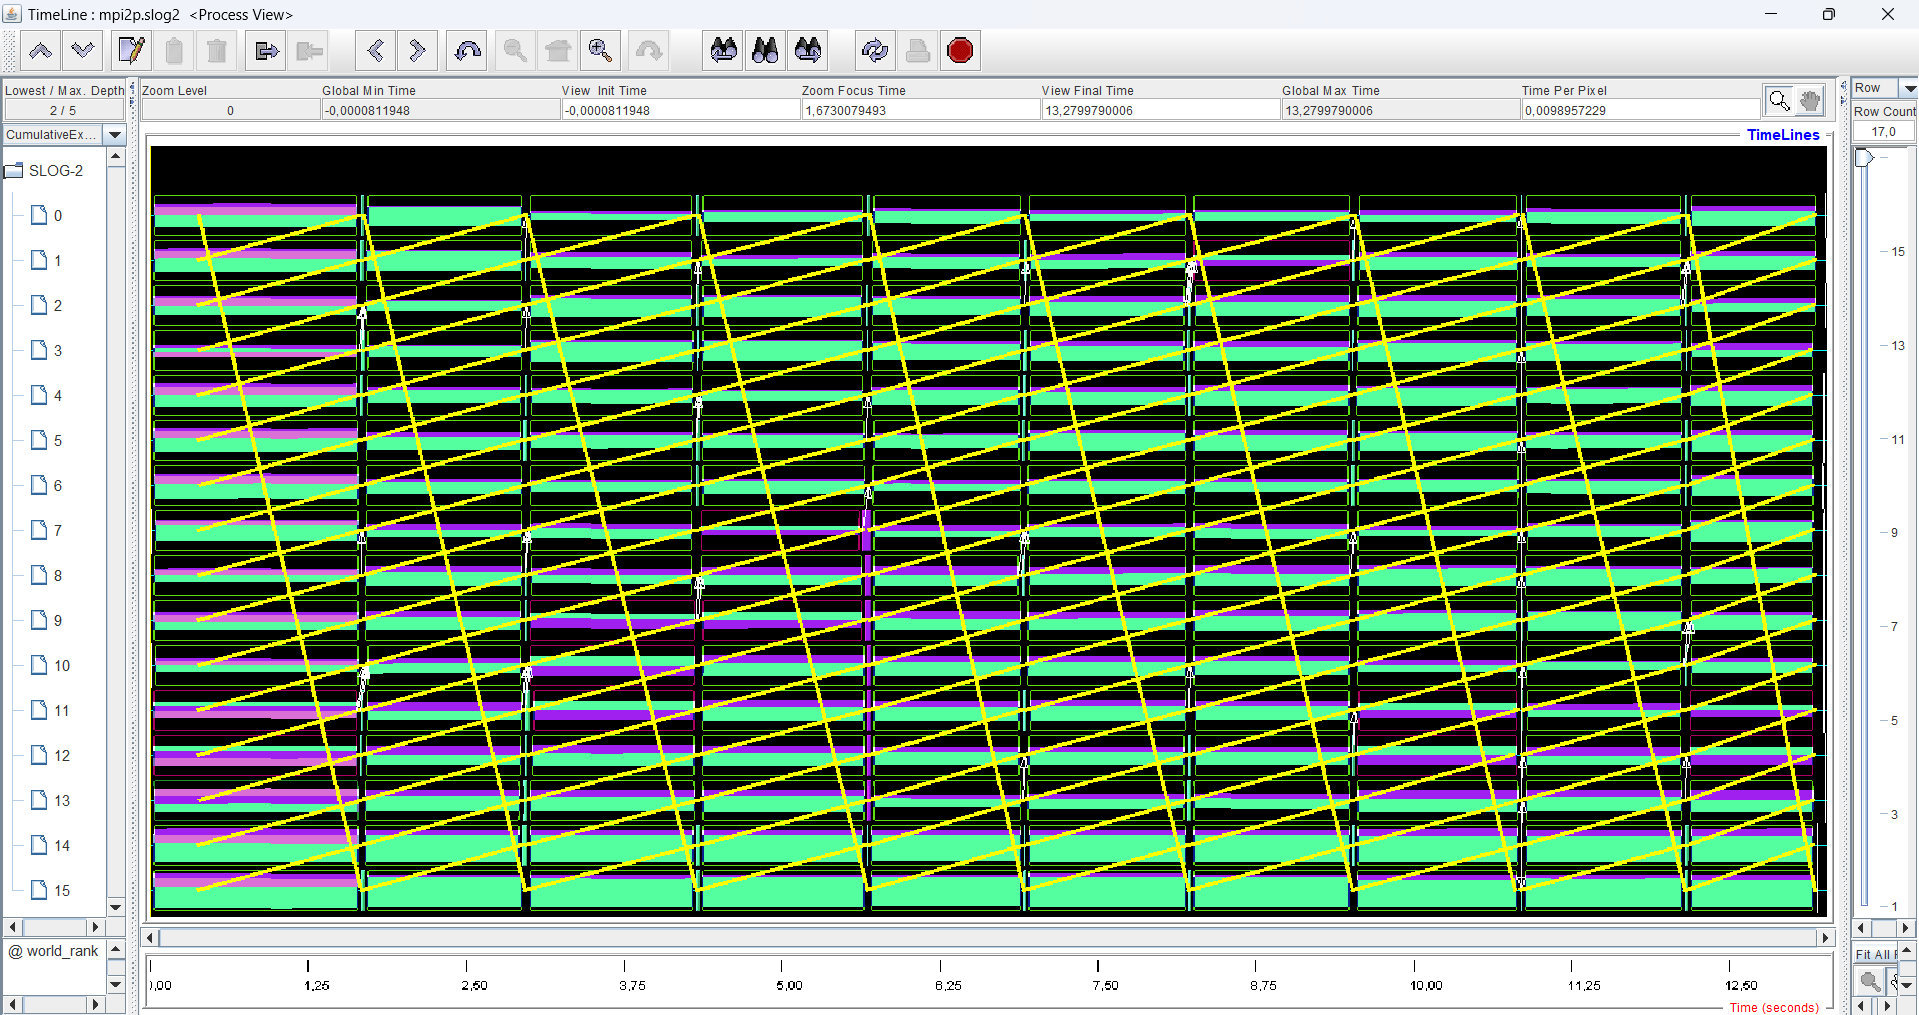 TimeLine : mpi2p.slog2  <Process View>
Lowest / Max. Depth
Zoom Level
Global Min Time
View Init Time
Zoom Focus Time
View Final Time
Global Max Time
Time Per Pixel
Row
2 / 5
0
-0,0000811948
-0,0000811948
1,6730079493
13,2799790006
13,2799790006
0,0098957229
Row Count
17,0
CumulativeEx...
TimeLines
SLOG-2
0
1
2
3
4
5
6
7
8
9
10
11
12
13
14
15
15
13
11
9
7
5
3
1
@ world_rank
Fit All
0,00
1,25
2,50
3,75
5,00
6,25
7,50
8,75
10,00
11,25
12,50
Time (seconds)